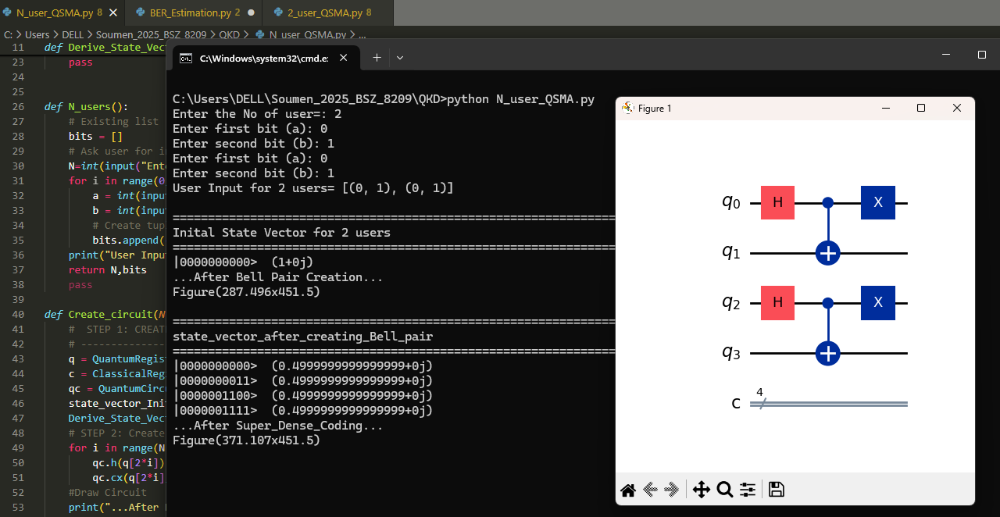 N_user_QSMA.py 8
BER_Estimation.py 2
2_user_QSMA.py 8
C: > Users > DELL > Soumen_2025_BSZ_8209 > QKD > N_user_QSMA.py > ...
11 def Derive_State_Vec
23 pass
24
25
26 def N_users():
27 # Existing list
28 bits = []
29 # Ask user for i
30 N=int(input("Ent
31 for i in range(0
32 a = int(inpu
33 b = int(inpu
34 # Create tup
35 bits.append(
36 print("User Inpu
37 return N,bits
38 pass
39
40 def Create_circuit(N
41 # STEP 1: CREAT
42 # --------------
43 q = QuantumRegis
44 c = ClassicalReg
45 qc = QuantumCirc
46 state_vector_Ini
47 Derive_State_Vec
48 # STEP 2: Create
49 for i in range(N
50 qc.h(q[2*i])
51 qc.cx(q[2*i]
52 #Draw Circuit
53 print("...After
C:\Windows\system32\cmd.e
C:\Users\DELL\Soumen_2025_BSZ_8209\QKD>python N_user_QSMA.py
Enter the No of user=: 2
Enter first bit (a): 0
Enter second bit (b): 1
Enter first bit (a): 0
Enter second bit (b): 1
User Input for 2 users= [(0, 1), (0, 1)]
===============================================================
Inital State Vector for 2 users
===============================================================
|0000000000> (1+0j)
...After Bell Pair Creation...
Figure(287.496x451.5)
===============================================================
state_vector_after_creating_Bell_pair
===============================================================
|0000000000> (0.4999999999999999+0j)
|0000000011> (0.4999999999999999+0j)
|0000001100> (0.4999999999999999+0j)
|0000001111> (0.4999999999999999+0j)
...After Super_Dense_Coding...
Figure(371.107x451.5)
Figure 1
q0 H X
q1
q2 H X
q3
4
c